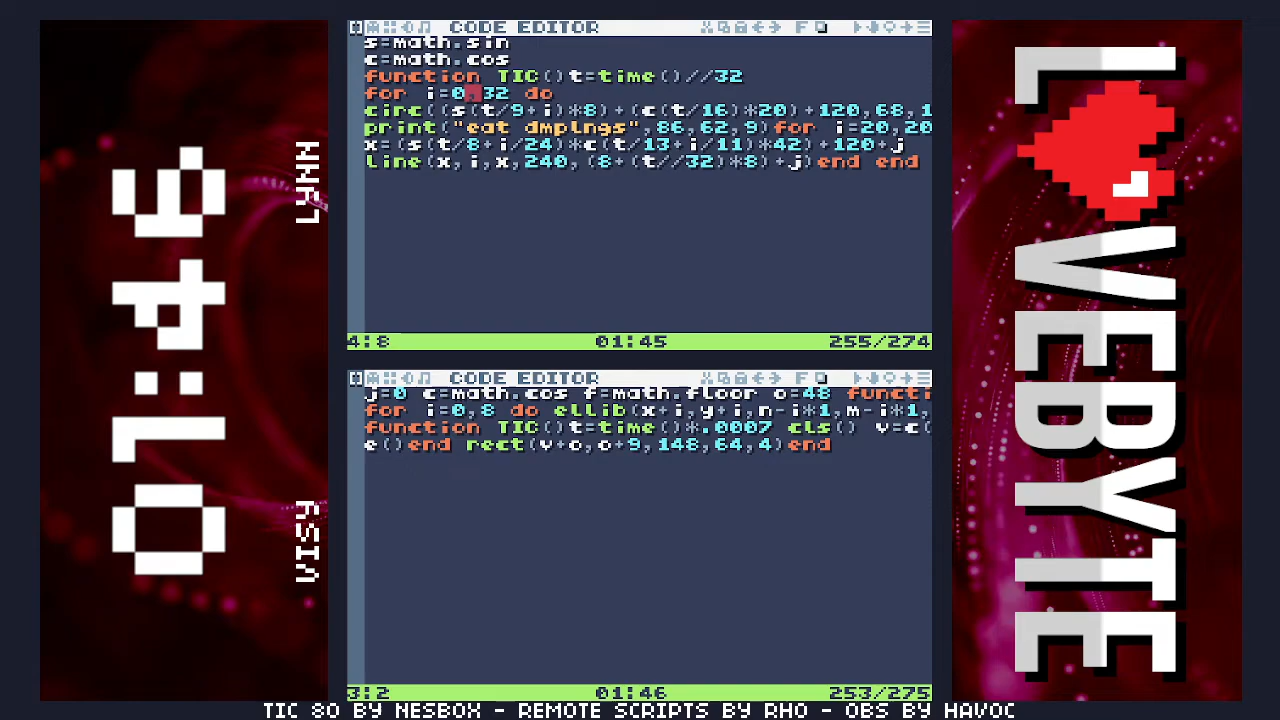 01:46
LYNN
VISY
CODE EDITOR
s=math.sin
c=math.cos
function TIC()t=time()//32
for i=0,32 do
circ((s(t/9+i)*8)+(c(t/16)*20)+120,68,1
print("eat dmplngs",86,62,9)for i=20,20
x=(s(t/8+i/24)*c(t/13+i/11)*42)+120+j
line(x,i,x,240,(8+(t//32)*8)+j)end end
4:8 01:45 255/274
CODE EDITOR
j=0 c=math.cos f=math.floor o=48 functi
for i=0,8 do ellib(x+i,y+i,n-i*1,m-i*1,
function TIC()t=time()*.0007 cls() v=c(
e()end rect(v+o,o+9,148,64,4)end
3:2 01:46 253/275
L VEBYTE
TIC 80 BY NESBOX - REMOTE SCRIPTS BY RHO - OBS BY HAVOC